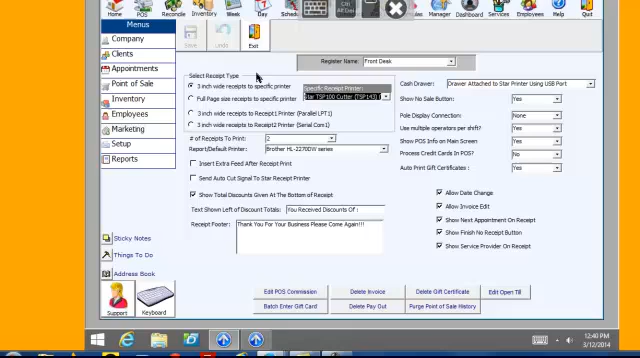 Home POS Reconcile Inventory Week Day Manager Dashboard Services Employees Help Quit
Menus
Company
Clients
Appointments
Point of Sale
Inventory
Employees
Marketing
Setup
Reports
Sticky Notes
Things To Do
Address Book
Support Keyboard
Save Undo Exit
Register Name: Front Desk
Select Receipt Type
3 inch wide receipts to specific printer
Full Page size receipts to specific printer
3 inch wide receipts to Receipt1 Printer (Parallel LPT1)
3 inch wide receipts to Receipt2 Printer (Serial Com1)
Specific Receipt Printer:
Star TSP100 Cutter (TSP143)
# of Receipts To Print: 2
Report/Default Printer: Brother HL-2270DW series
Insert Extra Feed After Receipt Print
Send Auto Cut Signal To Star Receipt Printer
Show Total Discounts Given At The Bottom of Receipt
Text Shown Left of Discount Totals: You Received Discounts Of :
Receipt Footer: Thank You For Your Business Please Come Again!!!
Cash Drawer: Drawer Attached to Star Printer Using USB Port
Show No Sale Button: Yes
Pole Display Connection: None
Use multiple operators per shift? Yes
Show POS Info on Main Screen Yes
Process Credit Cards In POS? No
Auto Print Gift Certificates Yes
Allow Date Change
Allow Invoice Edit
Show Next Appointment On Receipt
Show Finish No Receipt Button
Show Service Provider On Receipt
Edit POS Commission Delete Invoice Delete Gift Certificate Edit Open Till
Batch Enter Gift Card Delete Pay Out Purge Point of Sale History
12:40 PM
3/12/2014